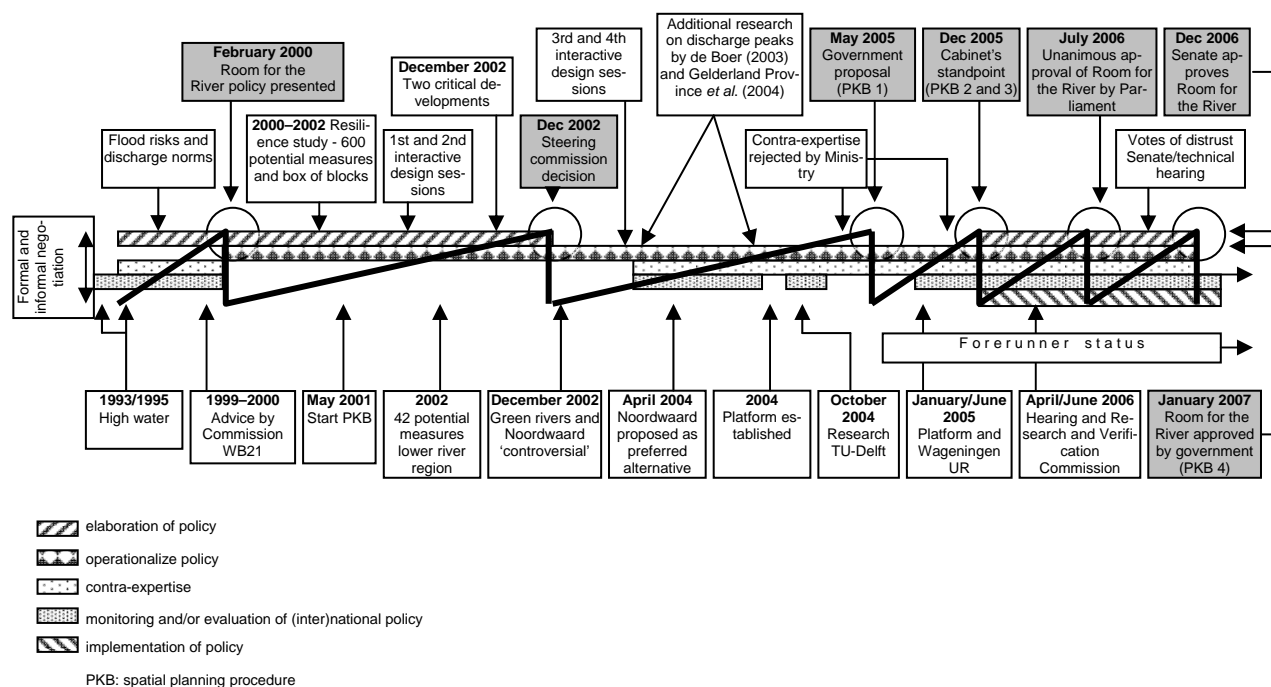 February 2000
Room for the
River policy presented
Flood risks and
discharge norms
2000–2002 Resi-
lience study - 600
potential measures
and box of blocks
December 2002
Two critical de-
velopments
1st and 2nd
interactive
design ses-
sions
Dec 2002
Steering
commission
decision
3rd and 4th
interactive
design ses-
sions
Additional research
on discharge peaks
by de Boer (2003)
and Gelderland Prov-
ince et al. (2004)
May 2005
Government
proposal
(PKB 1)
Contra-expertise
rejected by Minis-
try
Dec 2005
Cabinet's
standpoint
(PKB 2 and 3)
July 2006
Unanimous ap-
proval of Room for
the River by Par-
liament
Dec 2006
Senate ap-
proves
Room for
the River
Votes of distrust
Senate/technical
hearing
Formal and
informal nego-
tiation
Forerunner status
1993/1995
High water
1999–2000
Advice by
Commission
WB21
May 2001
Start PKB
2002
42 potential
measures
lower river
region
December 2002
Green rivers and
Noordwaard
‘controversial’
April 2004
Noordwaard
proposed as
preferred
alternative
2004
Platform es-
tablished
October
2004
Research
TU-Delft
January/June
2005
Platform and
Wageningen
UR
April/June 2006
Hearing and Re-
search and Verifi-
cation
Commission
January 2007
Room for the
River approved
by government
(PKB 4)
elaboration of policy
operationalize policy
contra-expertise
monitoring and/or evaluation of (inter)national policy
implementation of policy
PKB: spatial planning procedure